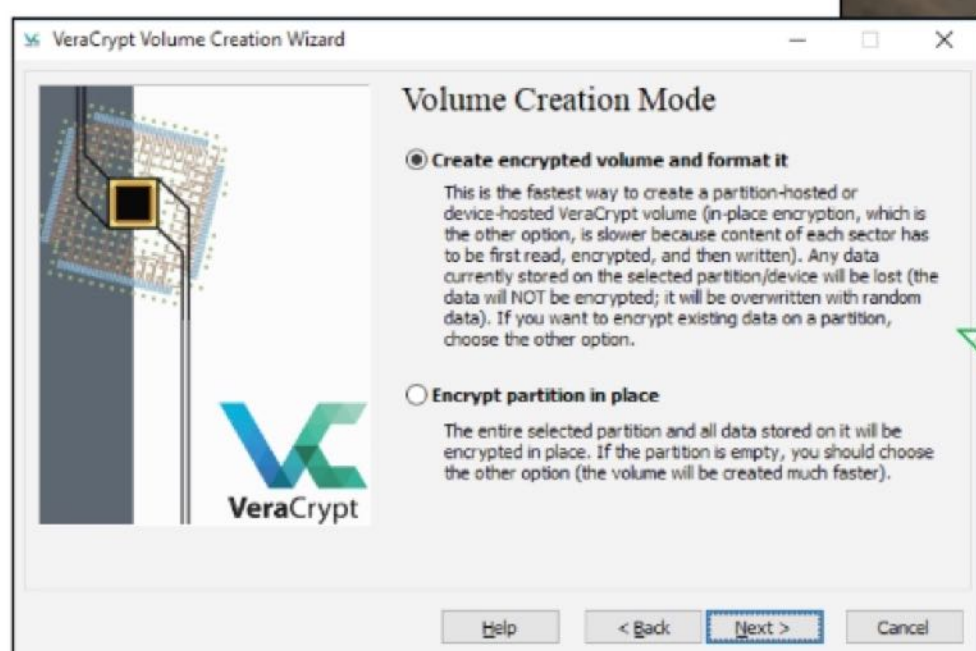 VeraCrypt Volume Creation Wizard
Volume Creation Mode
Create encrypted volume and format it
This is the fastest way to create a partition-hosted or
device-hosted VeraCrypt volume (in-place encryption, which is
the other option, is slower because content of each sector has
to be first read, encrypted, and then written). Any data
currently stored on the selected partition/device will be lost (the
data will NOT be encrypted; it will be overwritten with random
data). If you want to encrypt existing data on a partition,
choose the other option.
Encrypt partition in place
The entire selected partition and all data stored on it will be
encrypted in place. If the partition is empty, you should choose
the other option (the volume will be created much faster).
VeraCrypt
Help
< Back
Next >
Cancel